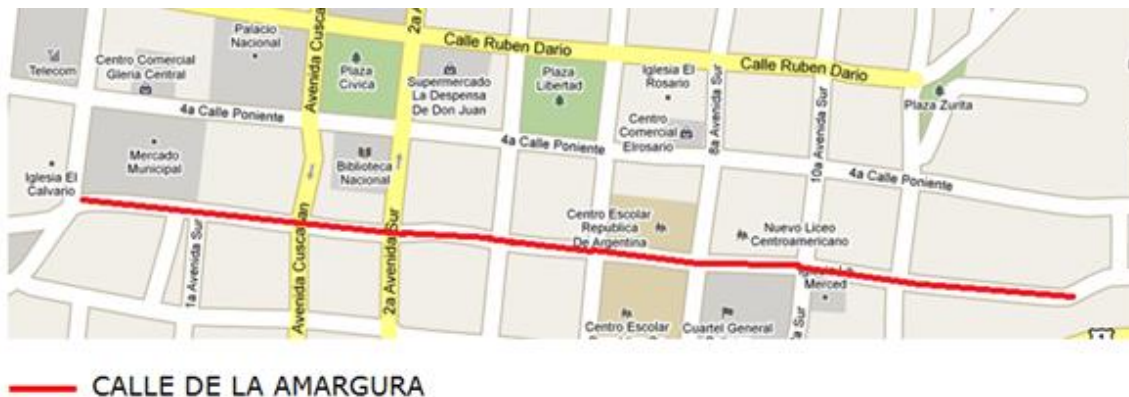 Palacio
Nacional
Telecom
Centro Comercial
Gleria Central
Avenida Cuscatlan
Plaza
Civica
Calle Ruben Dario
Supermercado
La Despensa
De Don Juan
Plaza
Libertad
Iglesia El
Rosario
Calle Ruben Dario
Plaza Zurita
4a Calle Poniente
4a Calle Poniente
Centro
Comercial
Elrosario
8a Avenida Sur
10a Avenida Sur
4a Calle Poniente
Iglesia El
Calvario
Mercado
Municipal
Biblioteca
Nacional
1a Avenida Sur
Avenida Cuscatlan
2a Avenida Sur
Centro Escolar
Republica
De Argentina
Nuevo Liceo
Centroamericano
Merced
Centro Escolar
Cuartel General
1
CALLE DE LA AMARGURA